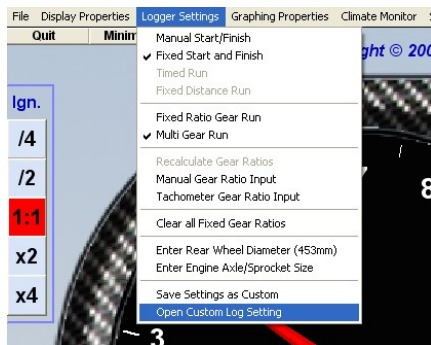 File Display Properties Logger Settings Graphing Properties Climate Monitor
Quit
Manual Start/Finish
Fixed Start and Finish
Timed Run
Fixed Distance Run
Fixed Ratio Gear Run
Multi Gear Run
Recalculate Gear Ratios
Manual Gear Ratio Input
Tachometer Gear Ratio Input
Clear all Fixed Gear Ratios
Enter Rear Wheel Diameter (453mm)
Enter Engine Axle/Sprocket Size
Save Settings as Custom
Open Custom Log Setting
Ign.
/4
/2
1:1
x2
x4
© 200
7
8
3